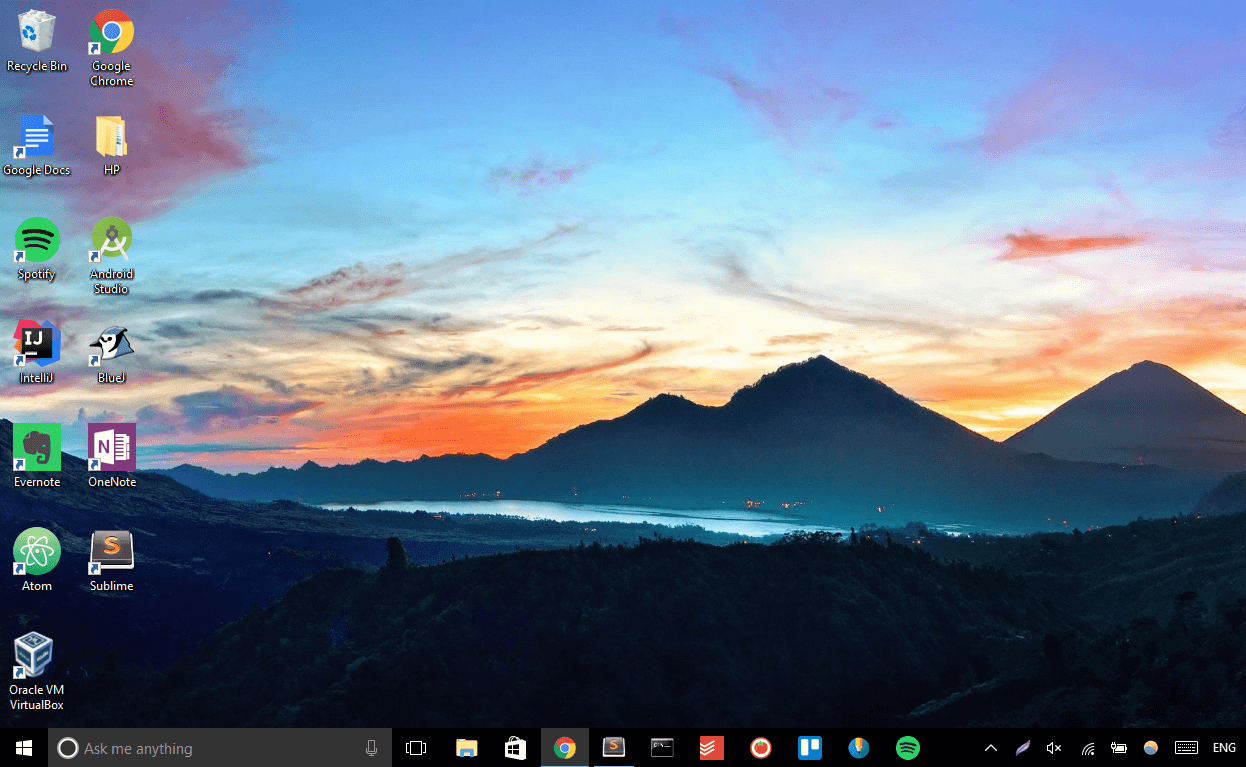 Recycle Bin
Google
Chrome
Google Docs
HP
Spotify
Android
Studio
IJ
IntelliJ
BlueJ
Evernote
N
OneNote
Atom
S
Sublime
Oracle VM
VirtualBox
Ask me anything
S
ENG